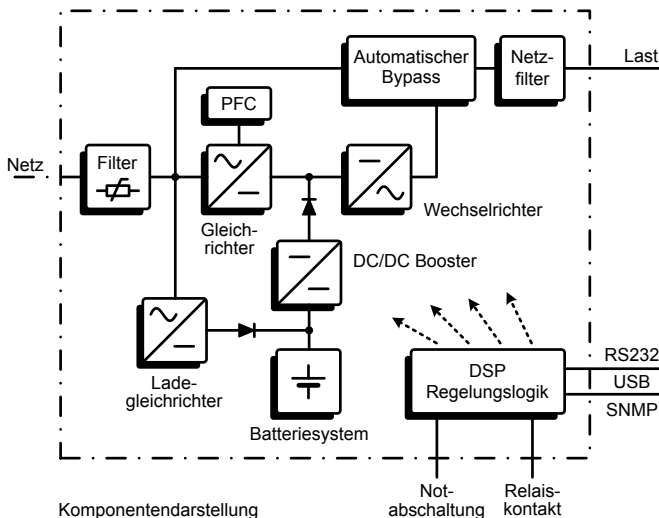 Automatischer
Bypass
Netz-
filter
Last
PFC
Netz
Filter
Gleich-
richter
Wechselrichter
DC/DC Booster
Lade-
gleichrichter
Batteriesystem
DSP
Regelungslogik
RS232
USB
SNMP
Not-
abschaltung
Relais-
kontakt
Komponentendarstellung